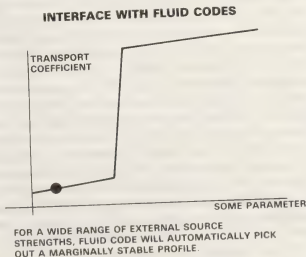 INTERFACE WITH FLUID CODES
TRANSPORT
COEFFICIENT
SOME PARAMETER
FOR A WIDE RANGE OF EXTERNAL SOURCE
STRENGTHS, FLUID CODE WILL AUTOMATICALLY PICK
OUT A MARGINALLY STABLE PROFILE.